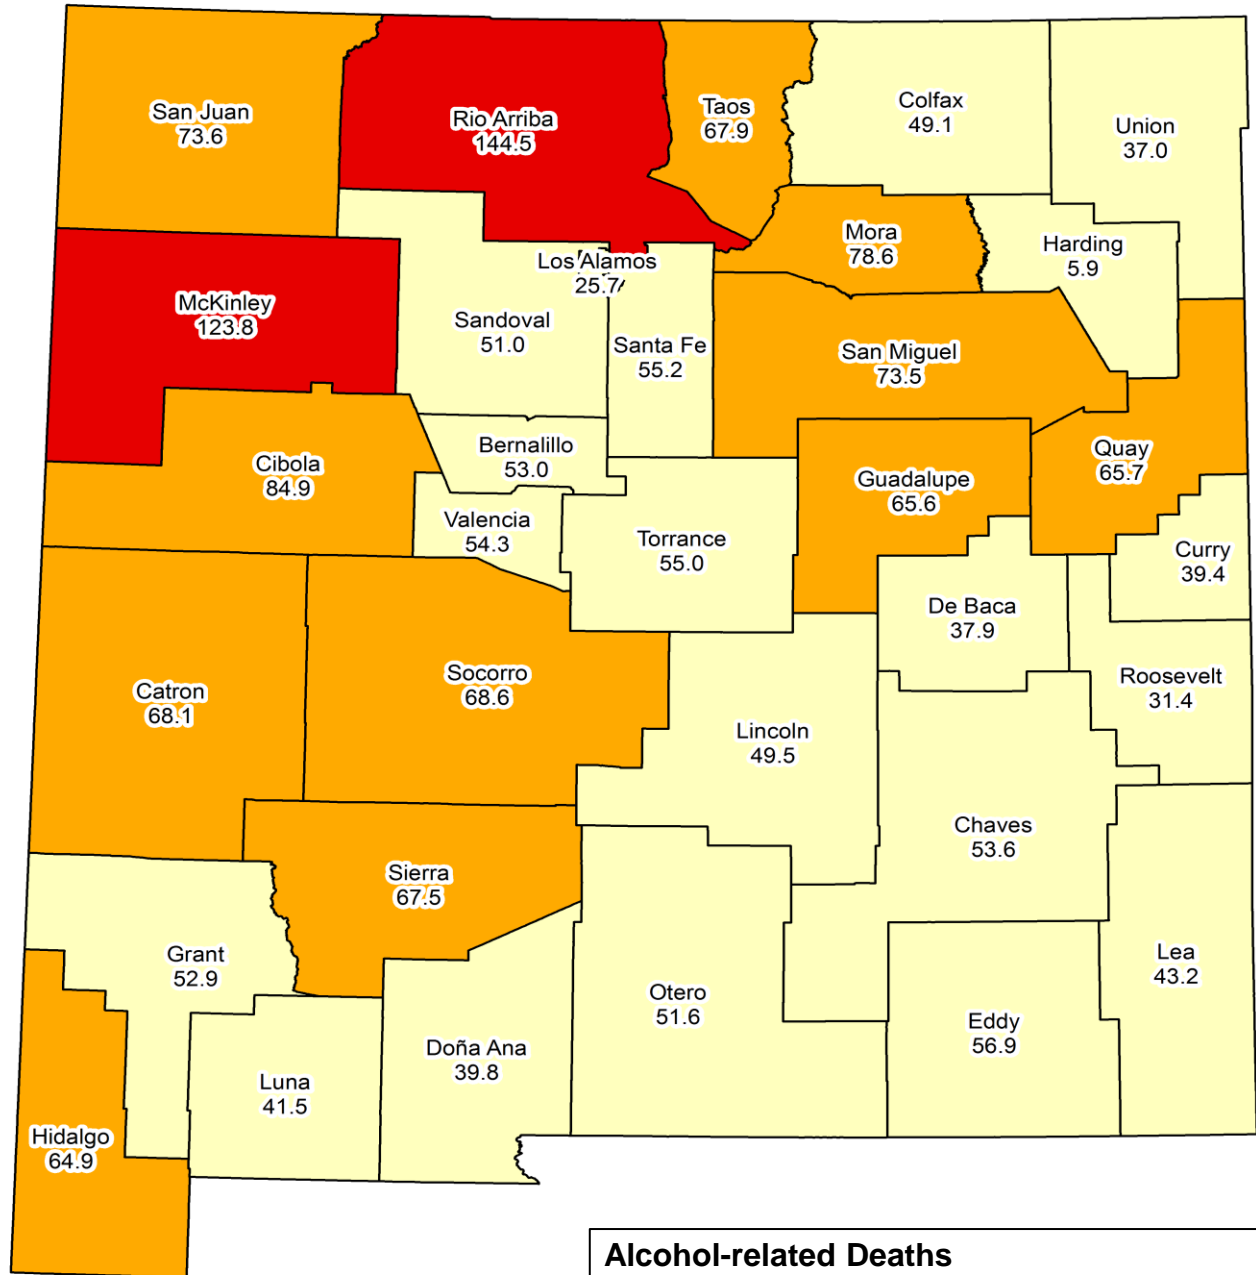 San Juan
73.6
Rio Arriba
144.5
Taos
67.9
Colfax
49.1
Union
37.0
Mora
78.6
Harding
5.9
Los Alamos
25.7
McKinley
123.8
Sandoval
51.0
Santa Fe
55.2
San Miguel
73.5
Bernalillo
53.0
Cibola
84.9
Guadalupe
65.6
Quay
65.7
Valencia
54.3
Torrance
55.0
Curry
39.4
De Baca
37.9
Roosevelt
31.4
Catron
68.1
Socorro
68.6
Lincoln
49.5
Chaves
53.6
Sierra
67.5
Grant
52.9
Otero
51.6
Lea
43.2
Eddy
56.9
Doña Ana
39.8
Luna
41.5
Hidalgo
64.9
Alcohol-related Deaths